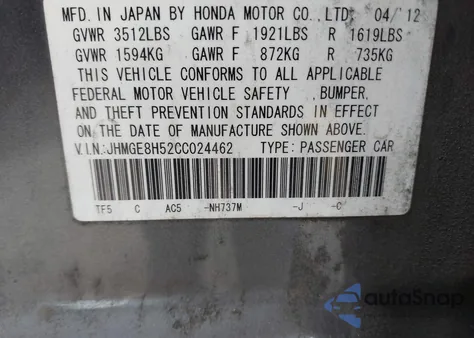 MFD. IN JAPAN BY HONDA MOTOR CO., LTD. 04/'12
GVWR 3512LBS GAWR F 1921LBS R 1619LBS
GVWR 1594KG GAWR F 872KG R 735KG
THIS VEHICLE CONFORMS TO ALL APPLICABLE
FEDERAL MOTOR VEHICLE SAFETY , BUMPER,
AND THEFT PREVENTION STANDARDS IN EFFECT
ON THE DATE OF MANUFACTURE SHOWN ABOVE.
V.I.N.:JHMGE8H52CC024462 TYPE: PASSENGER CAR
TF5 C AC5 -NH737M -J -C
autoSnap